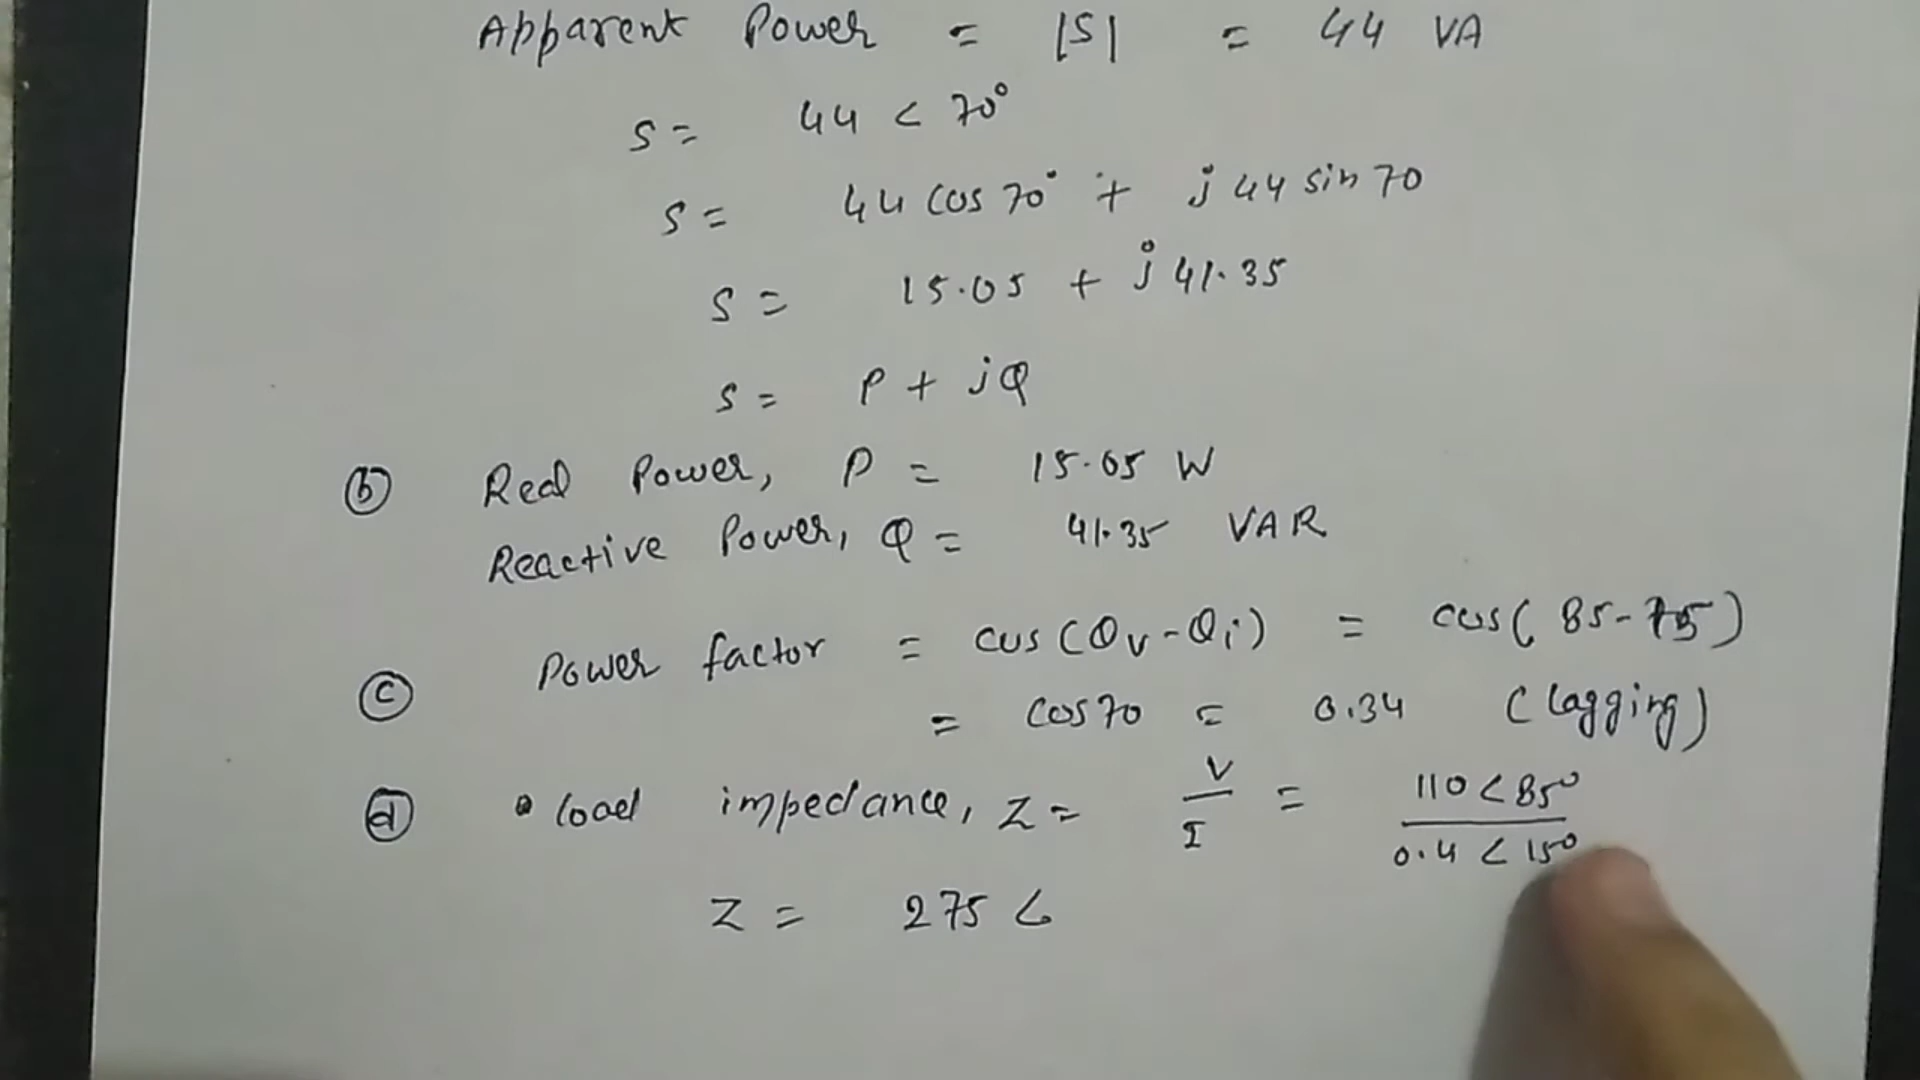 Apparent Power = |S| = 44 VA
S = 44 < 70°
S = 44 cos 70° + j 44 sin 70
S = 15.05 + j 41.35
S = P + jQ
(b) Real Power, P = 15.05 W
Reactive Power, Q = 41.35 VAR
(c) Power factor = cos (θv - θi) = cos( 85-15)
= cos 70 = 0.34 (lagging)
(d) • load impedance, Z = V/I = 110 < 85° / 0.4 < 15°
Z = 275 <